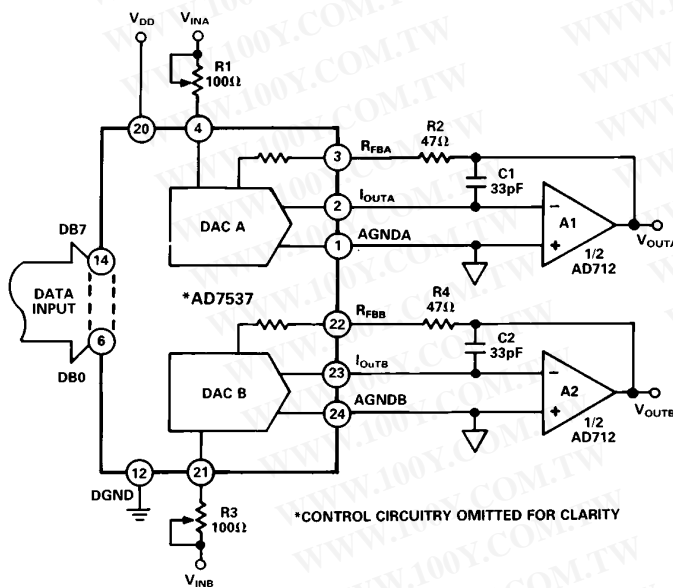 VDD
VINA
R1
100Ω
20
4
3
RFBA
R2
47Ω
C1
33pF
2
IOUTA
DAC A
1
AGNDA
A1
1/2
AD712
VOUTA
DB7
14
DATA
INPUT
6
DB0
*AD7537
22
RFBB
R4
47Ω
C2
33pF
23
IOuTB
DAC B
24
AGNDB
A2
1/2
AD712
VOUTB
12
21
DGND
R3
100Ω
VINB
*CONTROL CIRCUITRY OMITTED FOR CLARITY
WWW.100Y.COM.TW